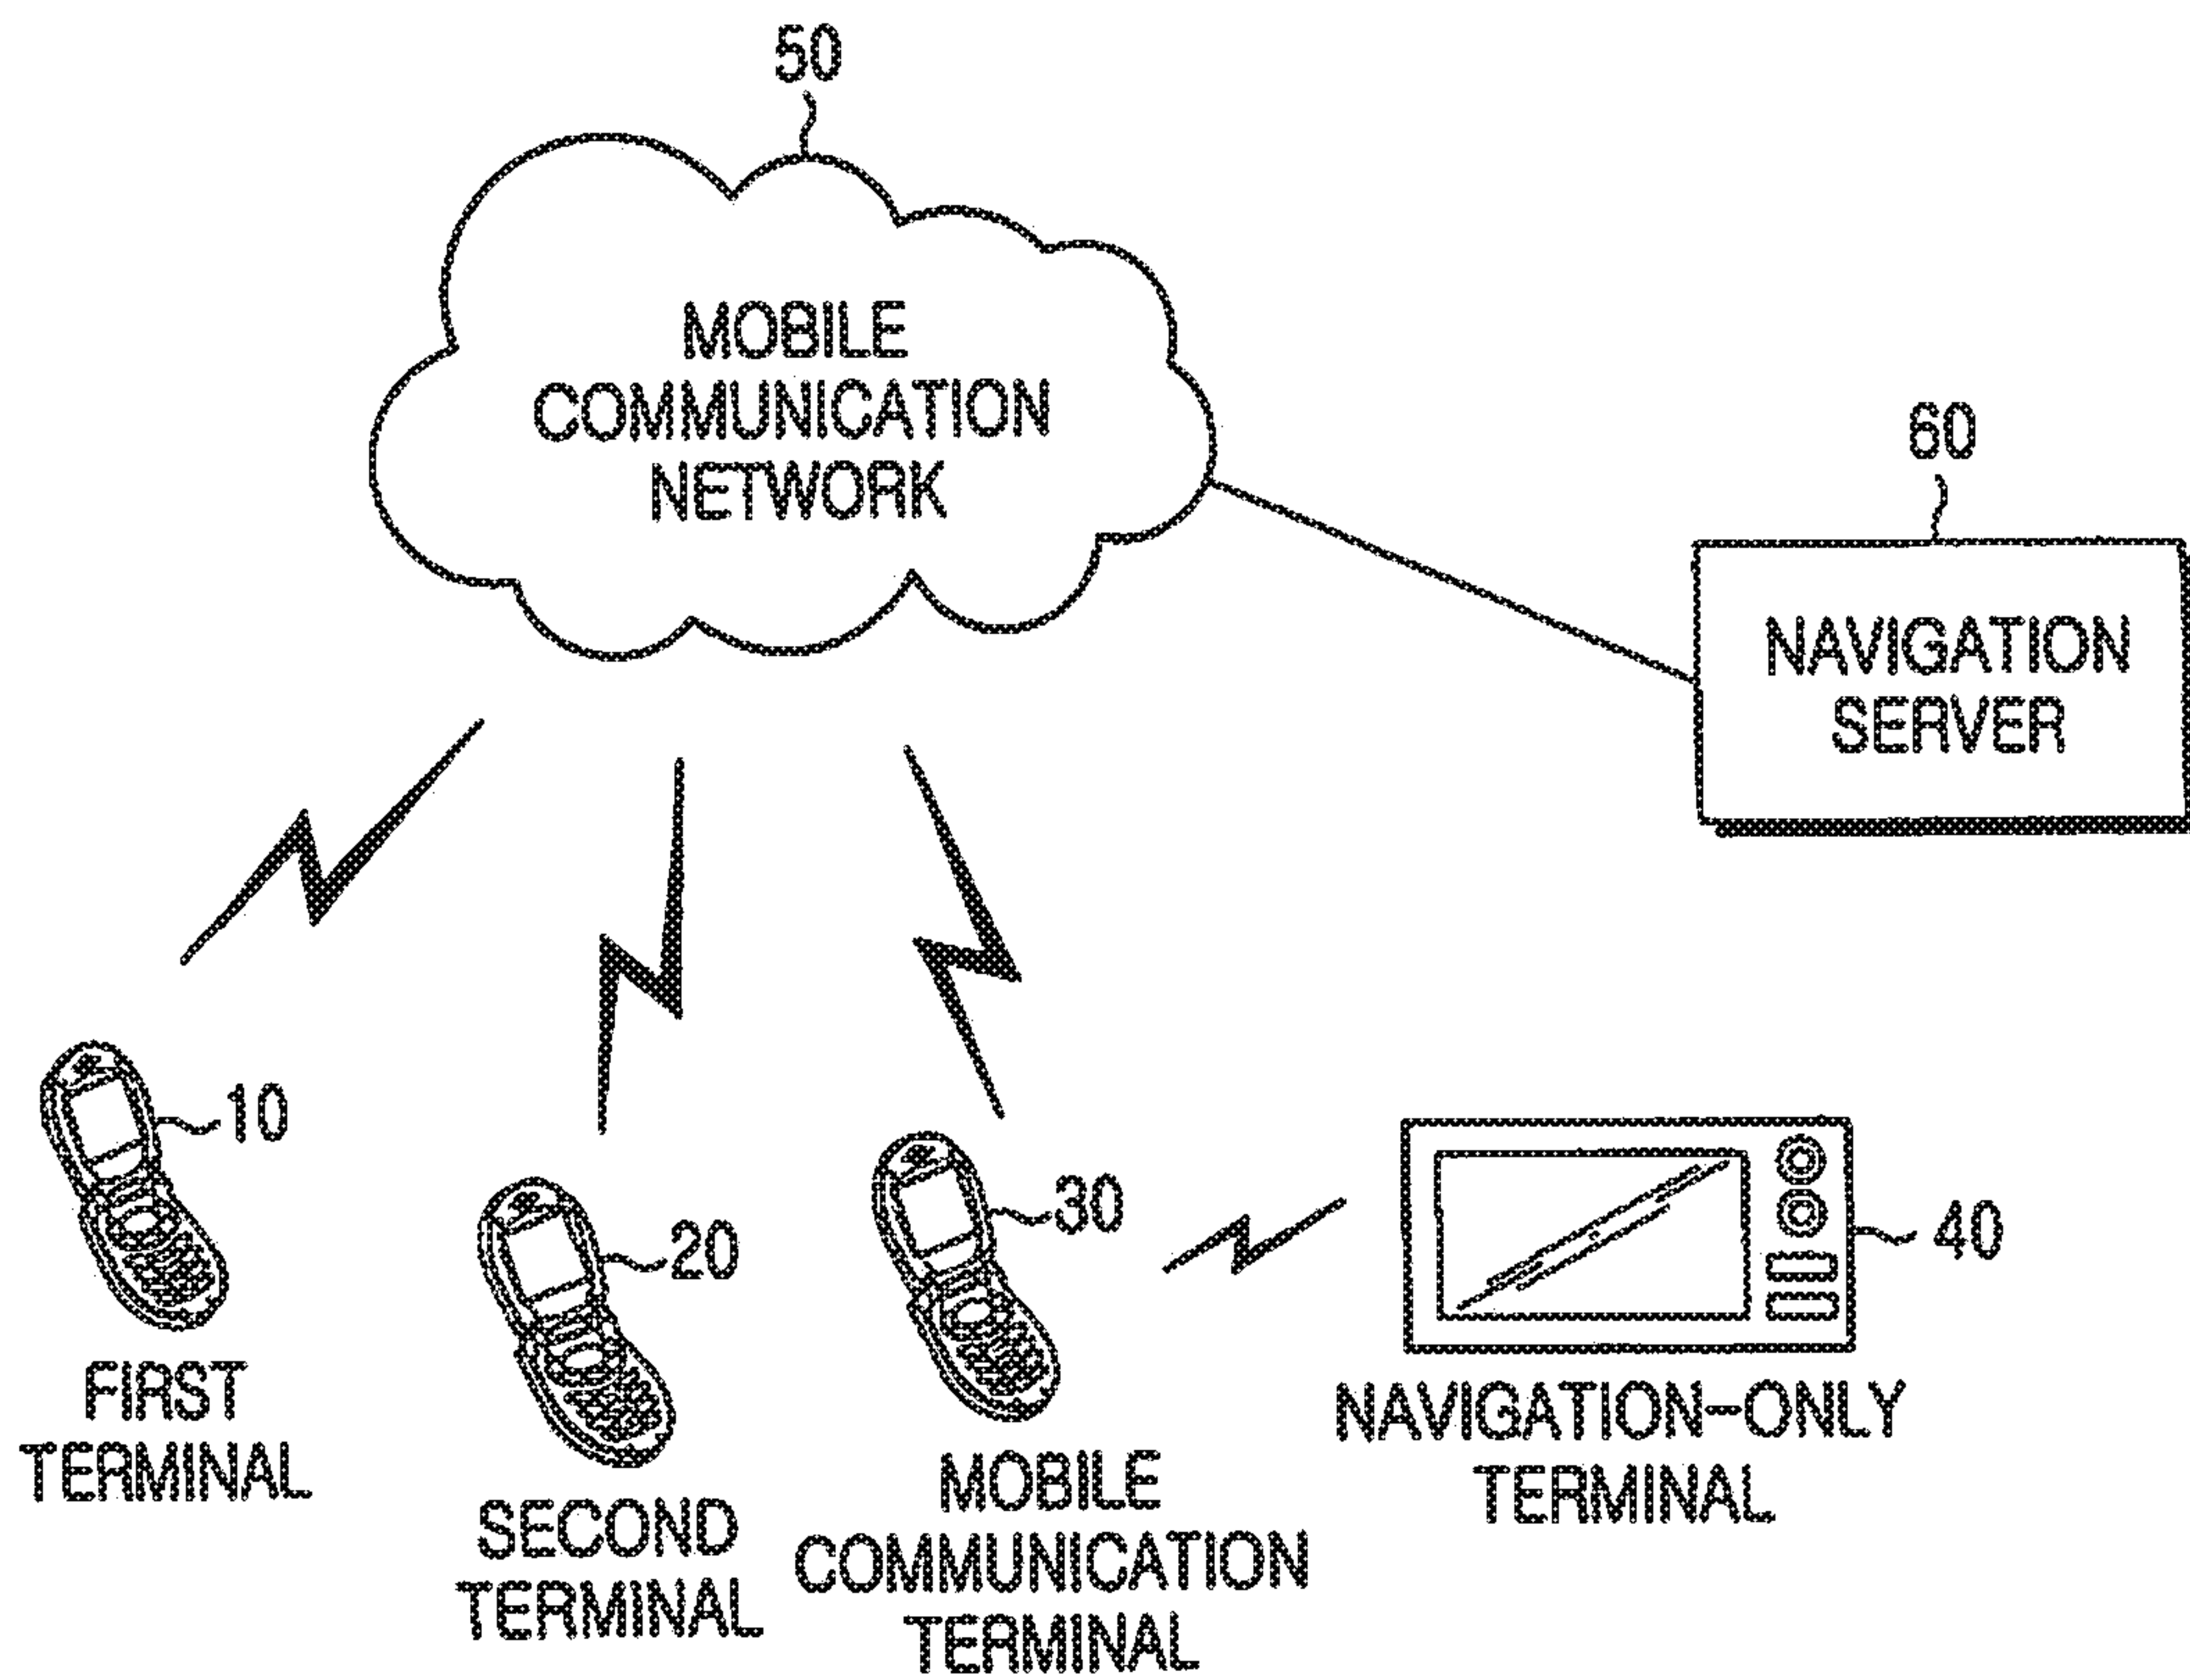 50
MOBILE
COMMUNICATION
NETWORK
60
NAVIGATION
SERVER
10
20
30
40
FIRST
TERMINAL
SECOND
TERMINAL
MOBILE
COMMUNICATION
TERMINAL
NAVIGATION-ONLY
TERMINAL